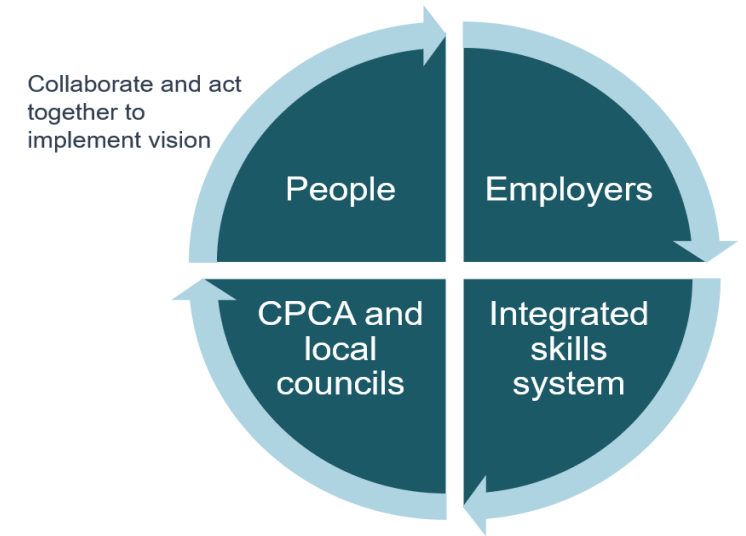 Collaborate and act
together to
implement vision
People
Employers
CPCA and
local
councils
Integrated
skills
system